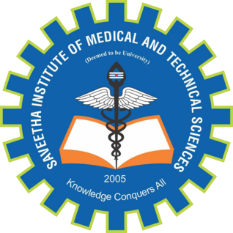 SAVEETHA INSTITUTE OF MEDICAL AND TECHNICAL SCIENCES
(Deemed to be University)
2005
Knowledge Conquers All